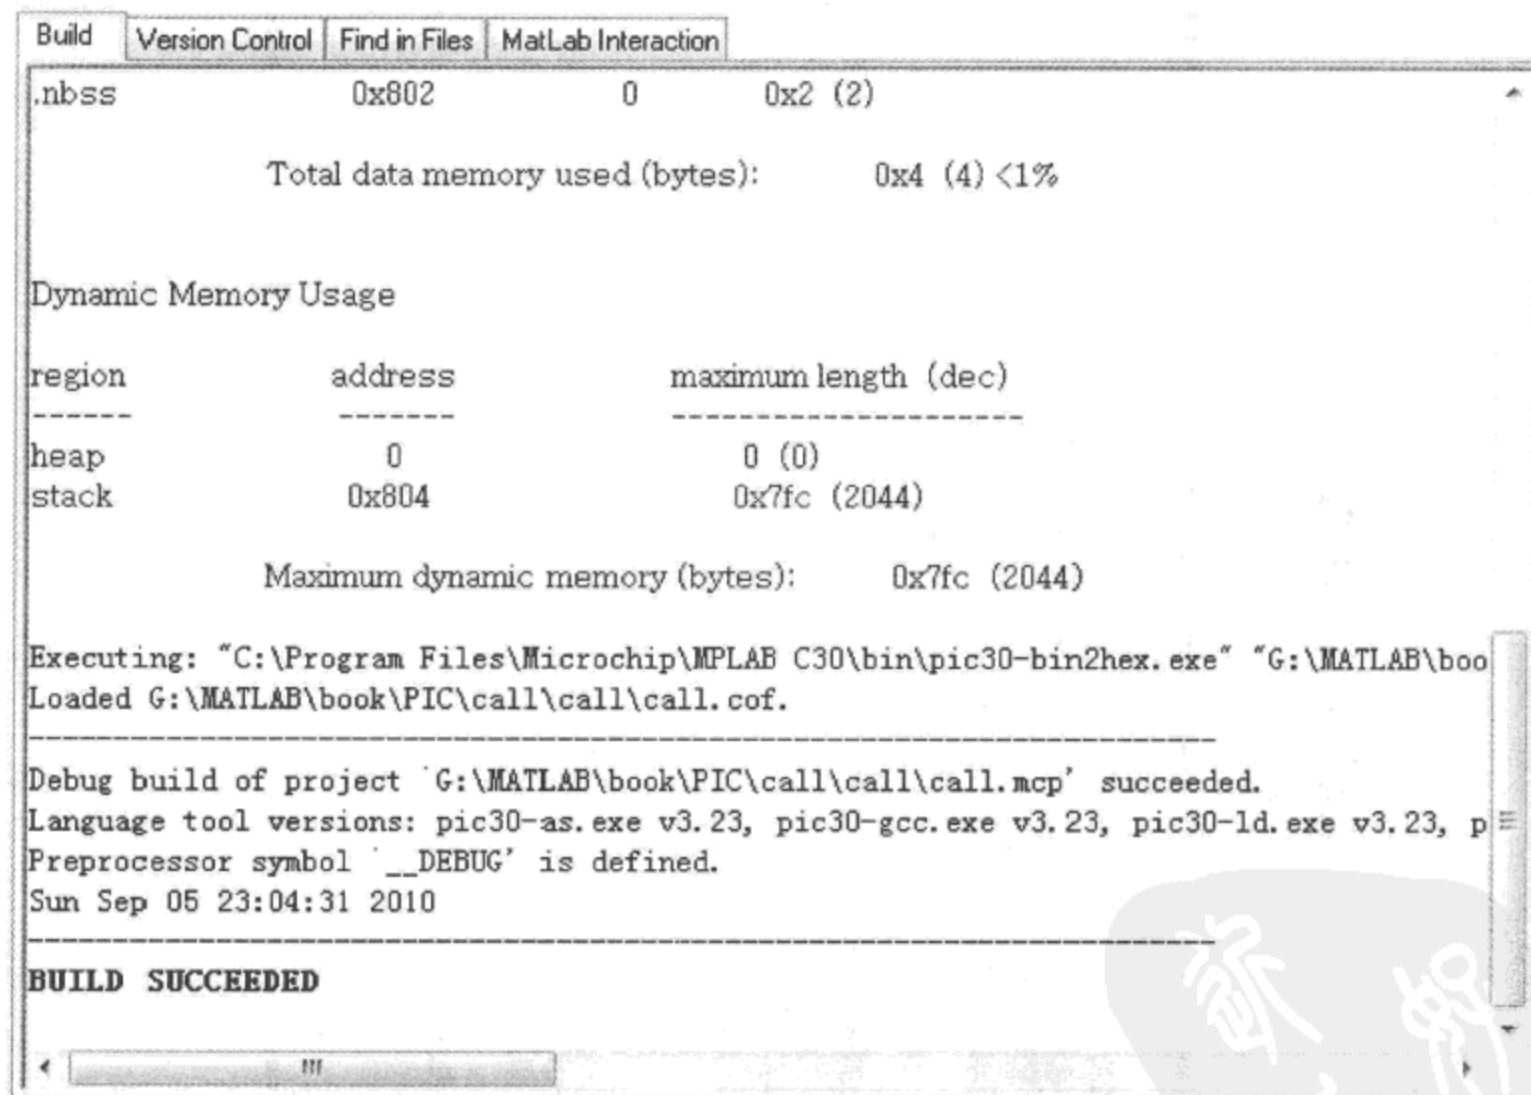 Build Version Control Find in Files MatLab Interaction
.nbss 0x802 0 0x2 (2)
Total data memory used (bytes): 0x4 (4) <1%
Dynamic Memory Usage
region address maximum length (dec)
------ ------- ---------------------
heap 0 0 (0)
stack 0x804 0x7fc (2044)
Maximum dynamic memory (bytes): 0x7fc (2044)
Executing: "C:\Program Files\Microchip\MPLAB C30\bin\pic30-bin2hex.exe" "G:\MATLAB\boo
Loaded G:\MATLAB\book\PIC\call\call\call.cof.
Debug build of project `G:\MATLAB\book\PIC\call\call\call.mcp' succeeded.
Language tool versions: pic30-as.exe v3.23, pic30-gcc.exe v3.23, pic30-ld.exe v3.23, p
Preprocessor symbol `__DEBUG' is defined.
Sun Sep 05 23:04:31 2010
BUILD SUCCEEDED